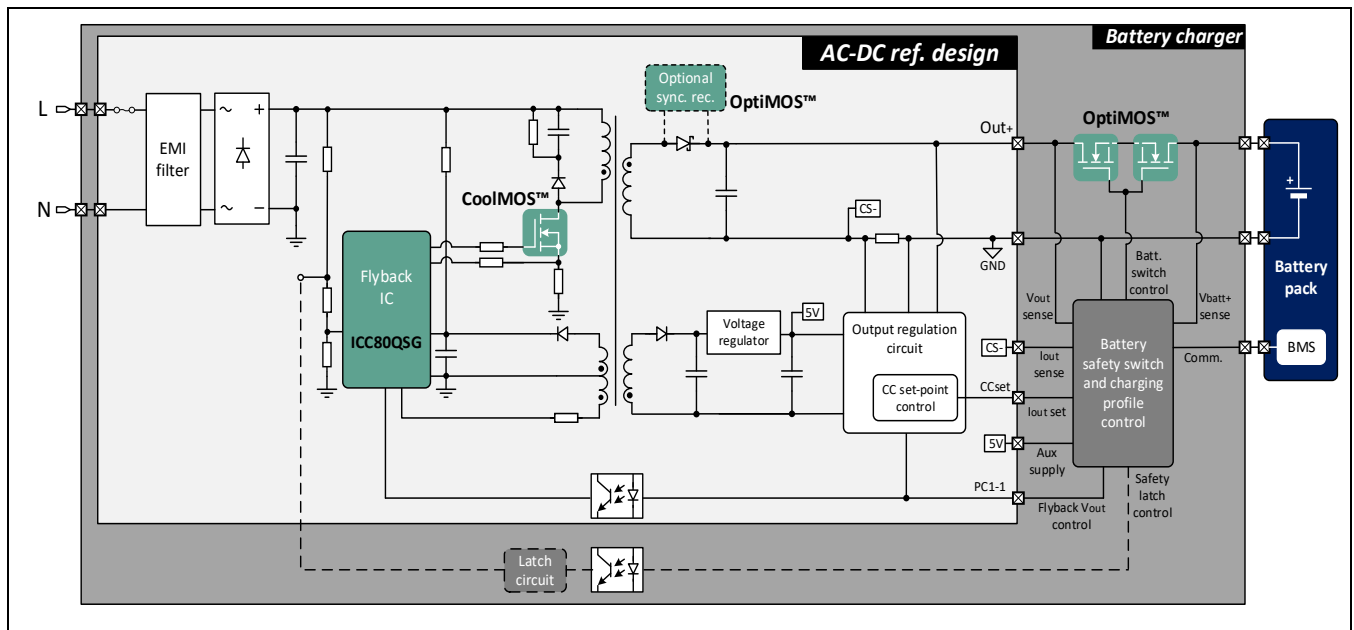 Battery charger
AC-DC ref. design
Optional
sync. rec.
OptiMOS™
OptiMOS™
L
N
EMI
filter
~
+
~
−
CoolMOS™
Out+
CS-
GND
Flyback
IC
ICC80QSG
Voltage
regulator
5V
Output regulation
circuit
CC set-point
control
Vout
sense
Batt.
switch
control
Vbatt+
sense
CS-
Iout
sense
CCset
Iout set
5V
Aux
supply
PC1-1
Flyback Vout
control
Safety
latch
control
Battery
safety switch
and charging
profile
control
Comm.
Battery
pack
BMS
Latch
circuit